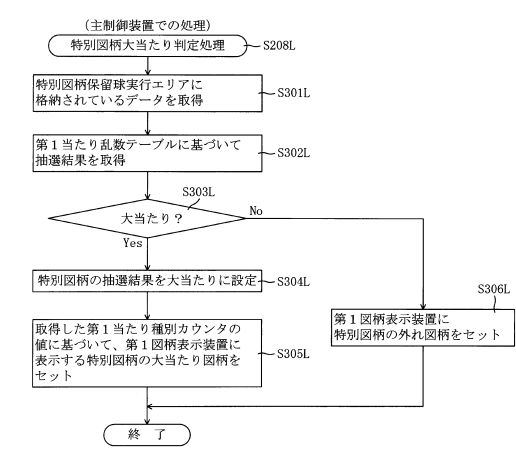 (主制御装置での処理)
特別図柄大当たり判定処理
S208L
特別図柄保留球実行エリアに
格納されているデータを取得
S301L
第1当たり乱数テーブルに基づいて
抽選結果を取得
S302L
S303L
大当たり?
No
Yes
特別図柄の抽選結果を大当たりに設定
S304L
S306L
第1図柄表示装置に
特別図柄の外れ図柄をセット
取得した第1当たり種別カウンタの
値に基づいて、第1図柄表示装置に
表示する特別図柄の大当たり図柄を
セット
S305L
終 了